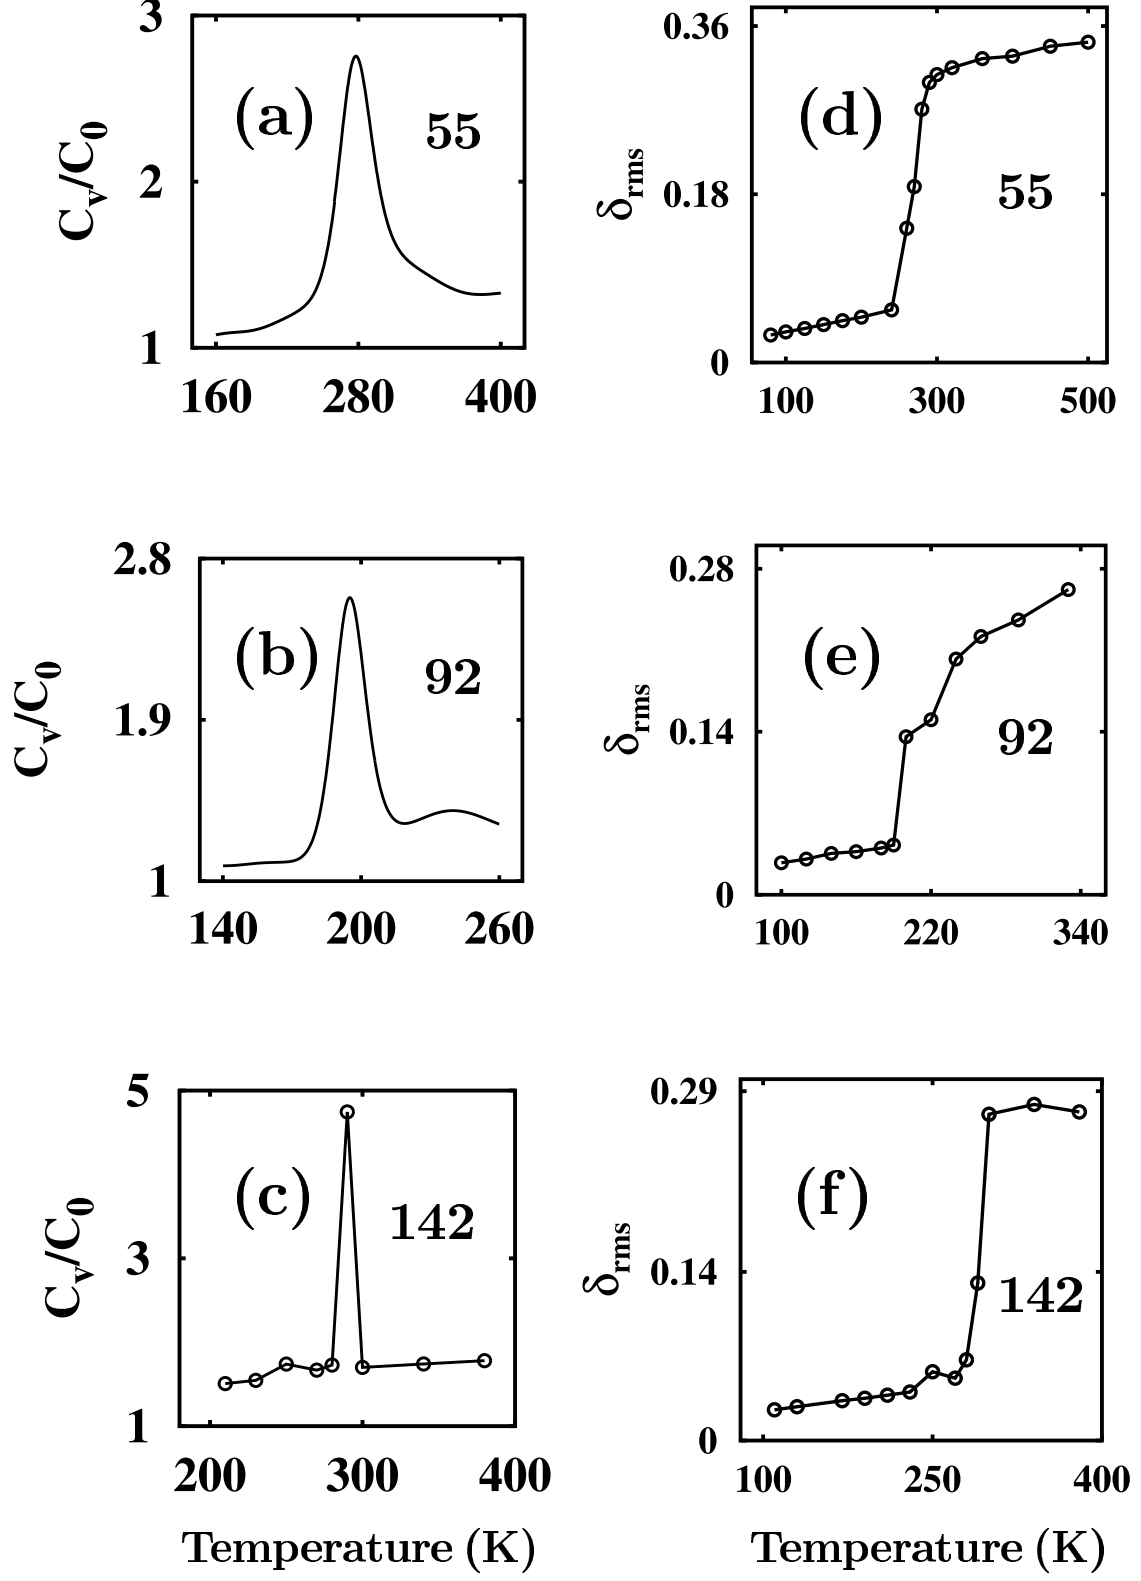 3
2
1
C_v/C_0
(a)
55
160 280 400
0.36
0.18
0
δ_rms
(d)
55
100 300 500
2.8
1.9
1
C_v/C_0
(b)
92
140 200 260
0.28
0.14
0
δ_rms
(e)
92
100 220 340
5
3
1
C_v/C_0
(c)
142
200 300 400
Temperature (K)
0.29
0.14
0
δ_rms
(f)
142
100 250 400
Temperature (K)